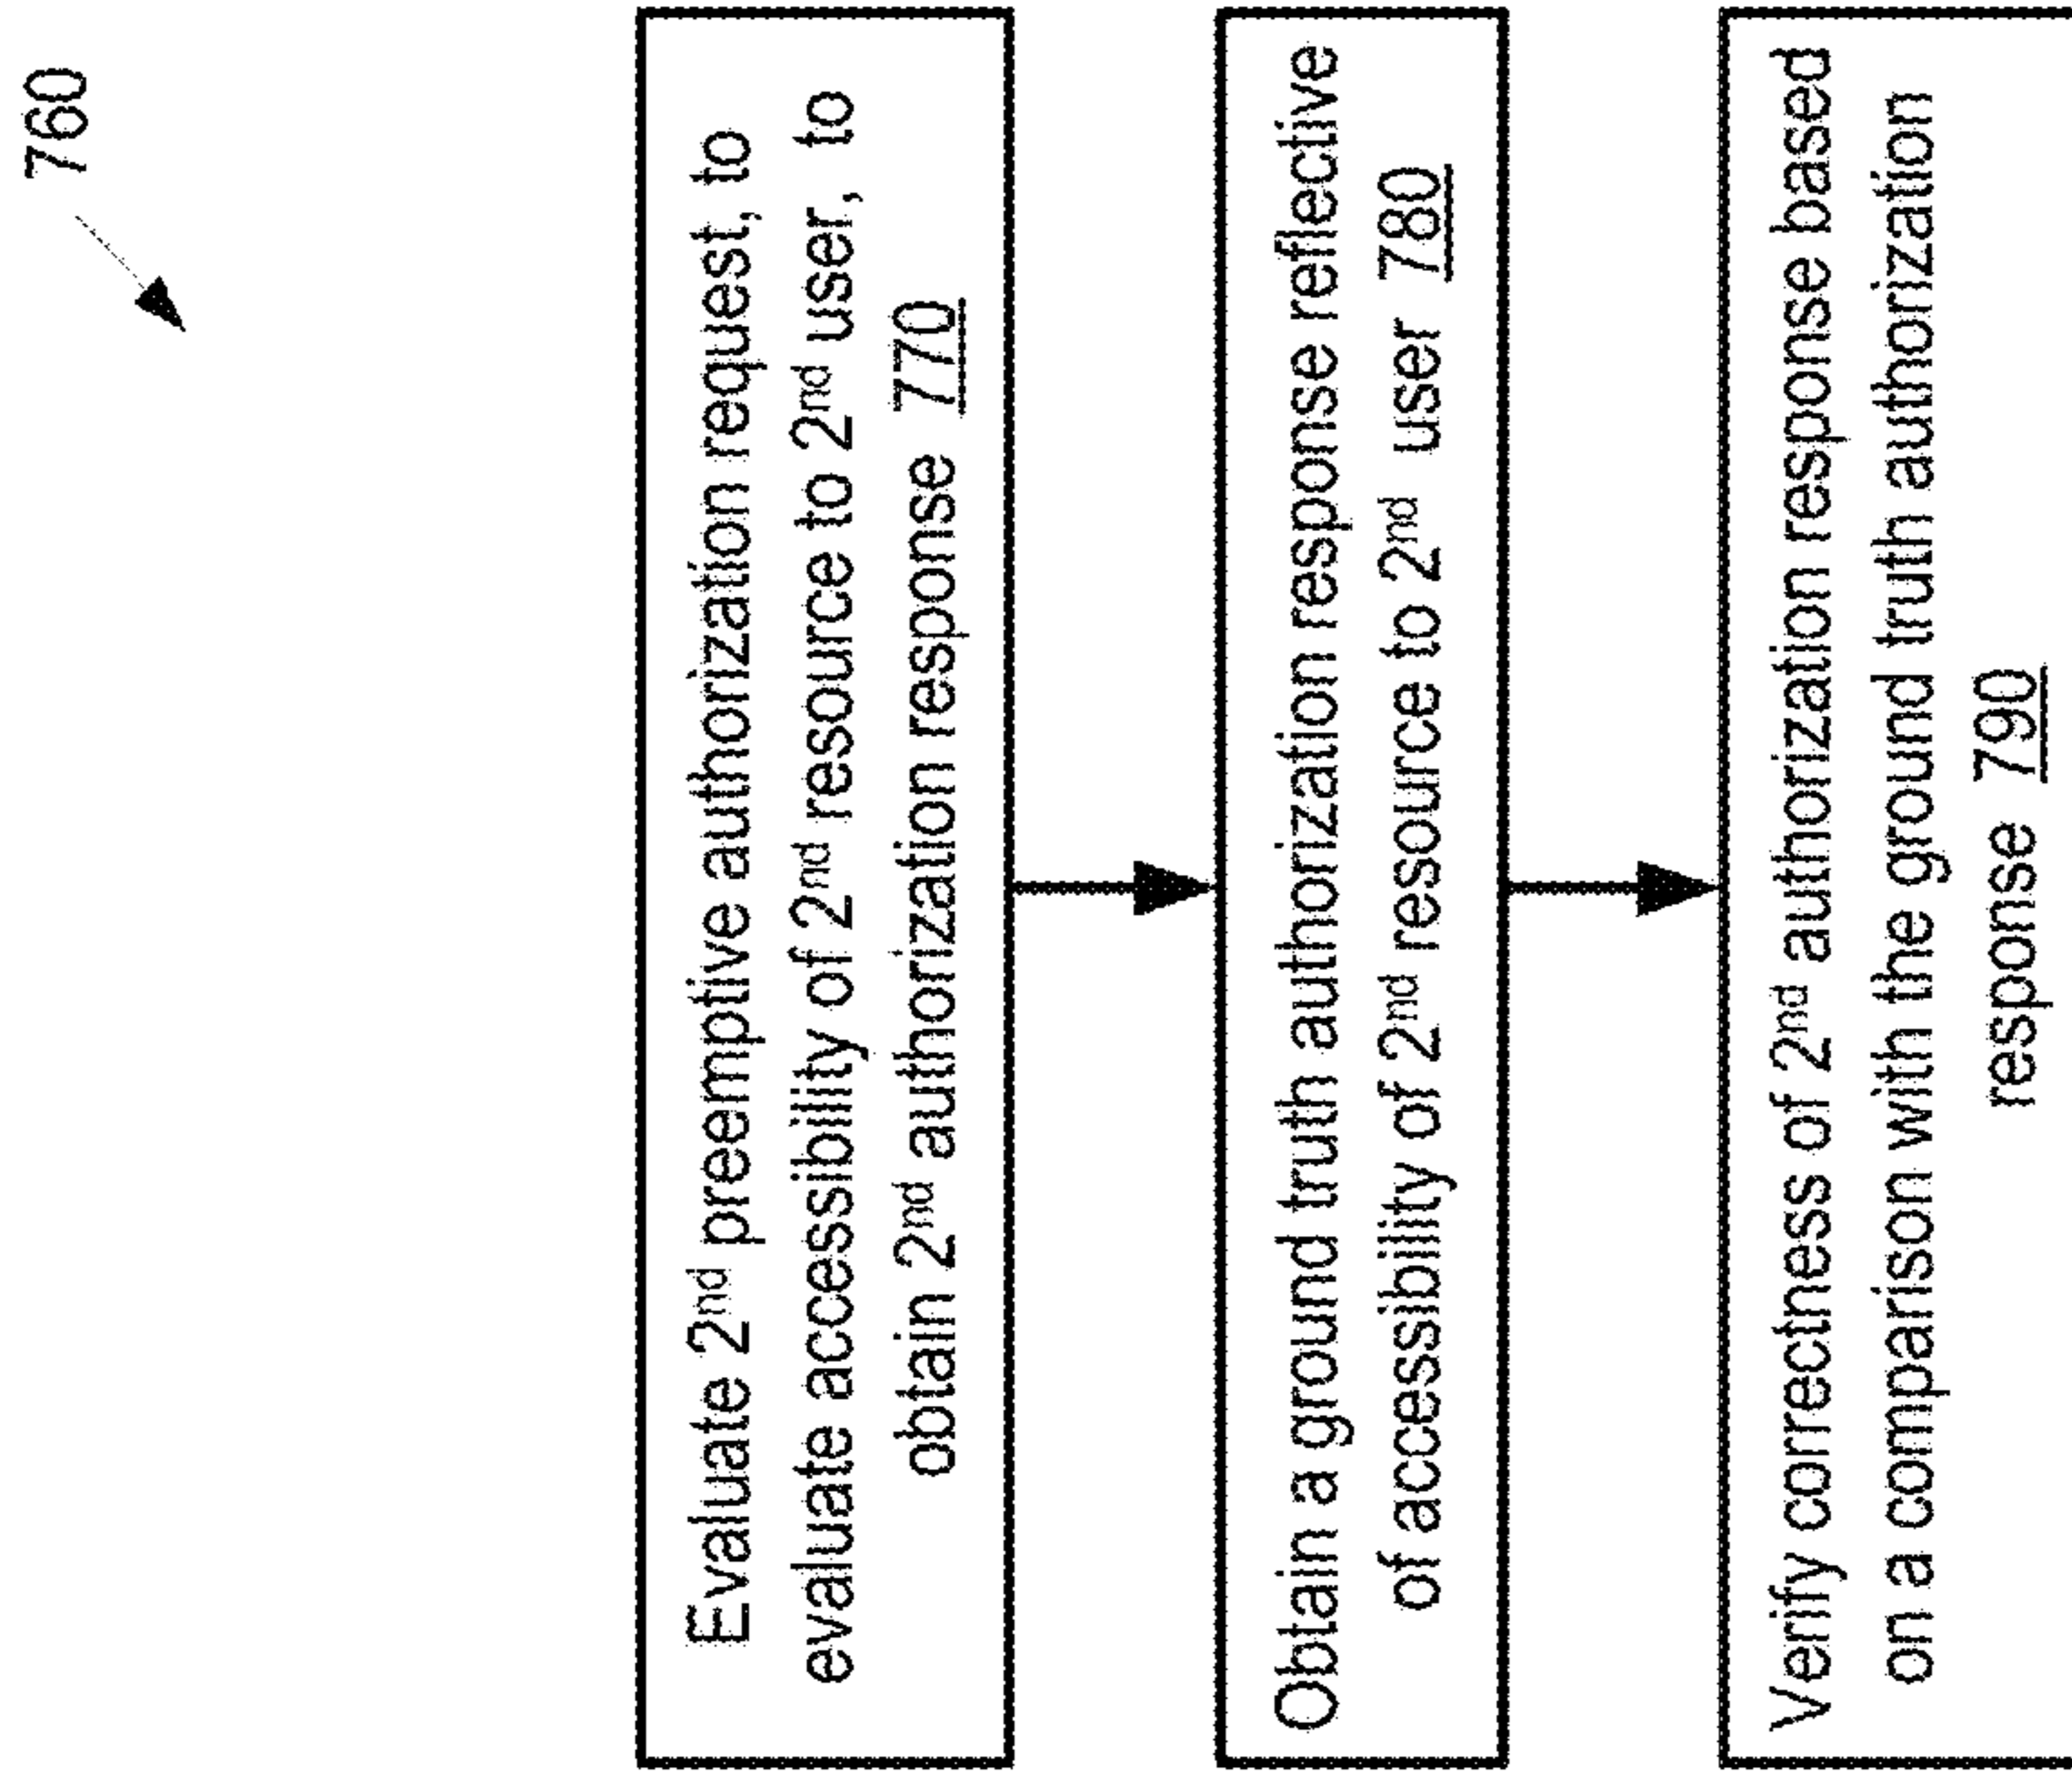 760
Evaluate 2nd preemptive authorization request, to
evaluate accessibility of 2nd resource to 2nd user, to
obtain 2nd authorization response 770
Obtain a ground truth authorization response reflective
of accessibility of 2nd resource to 2nd user 780
Verify correctness of 2nd authorization response based
on a comparison with the ground truth authorization
response 790